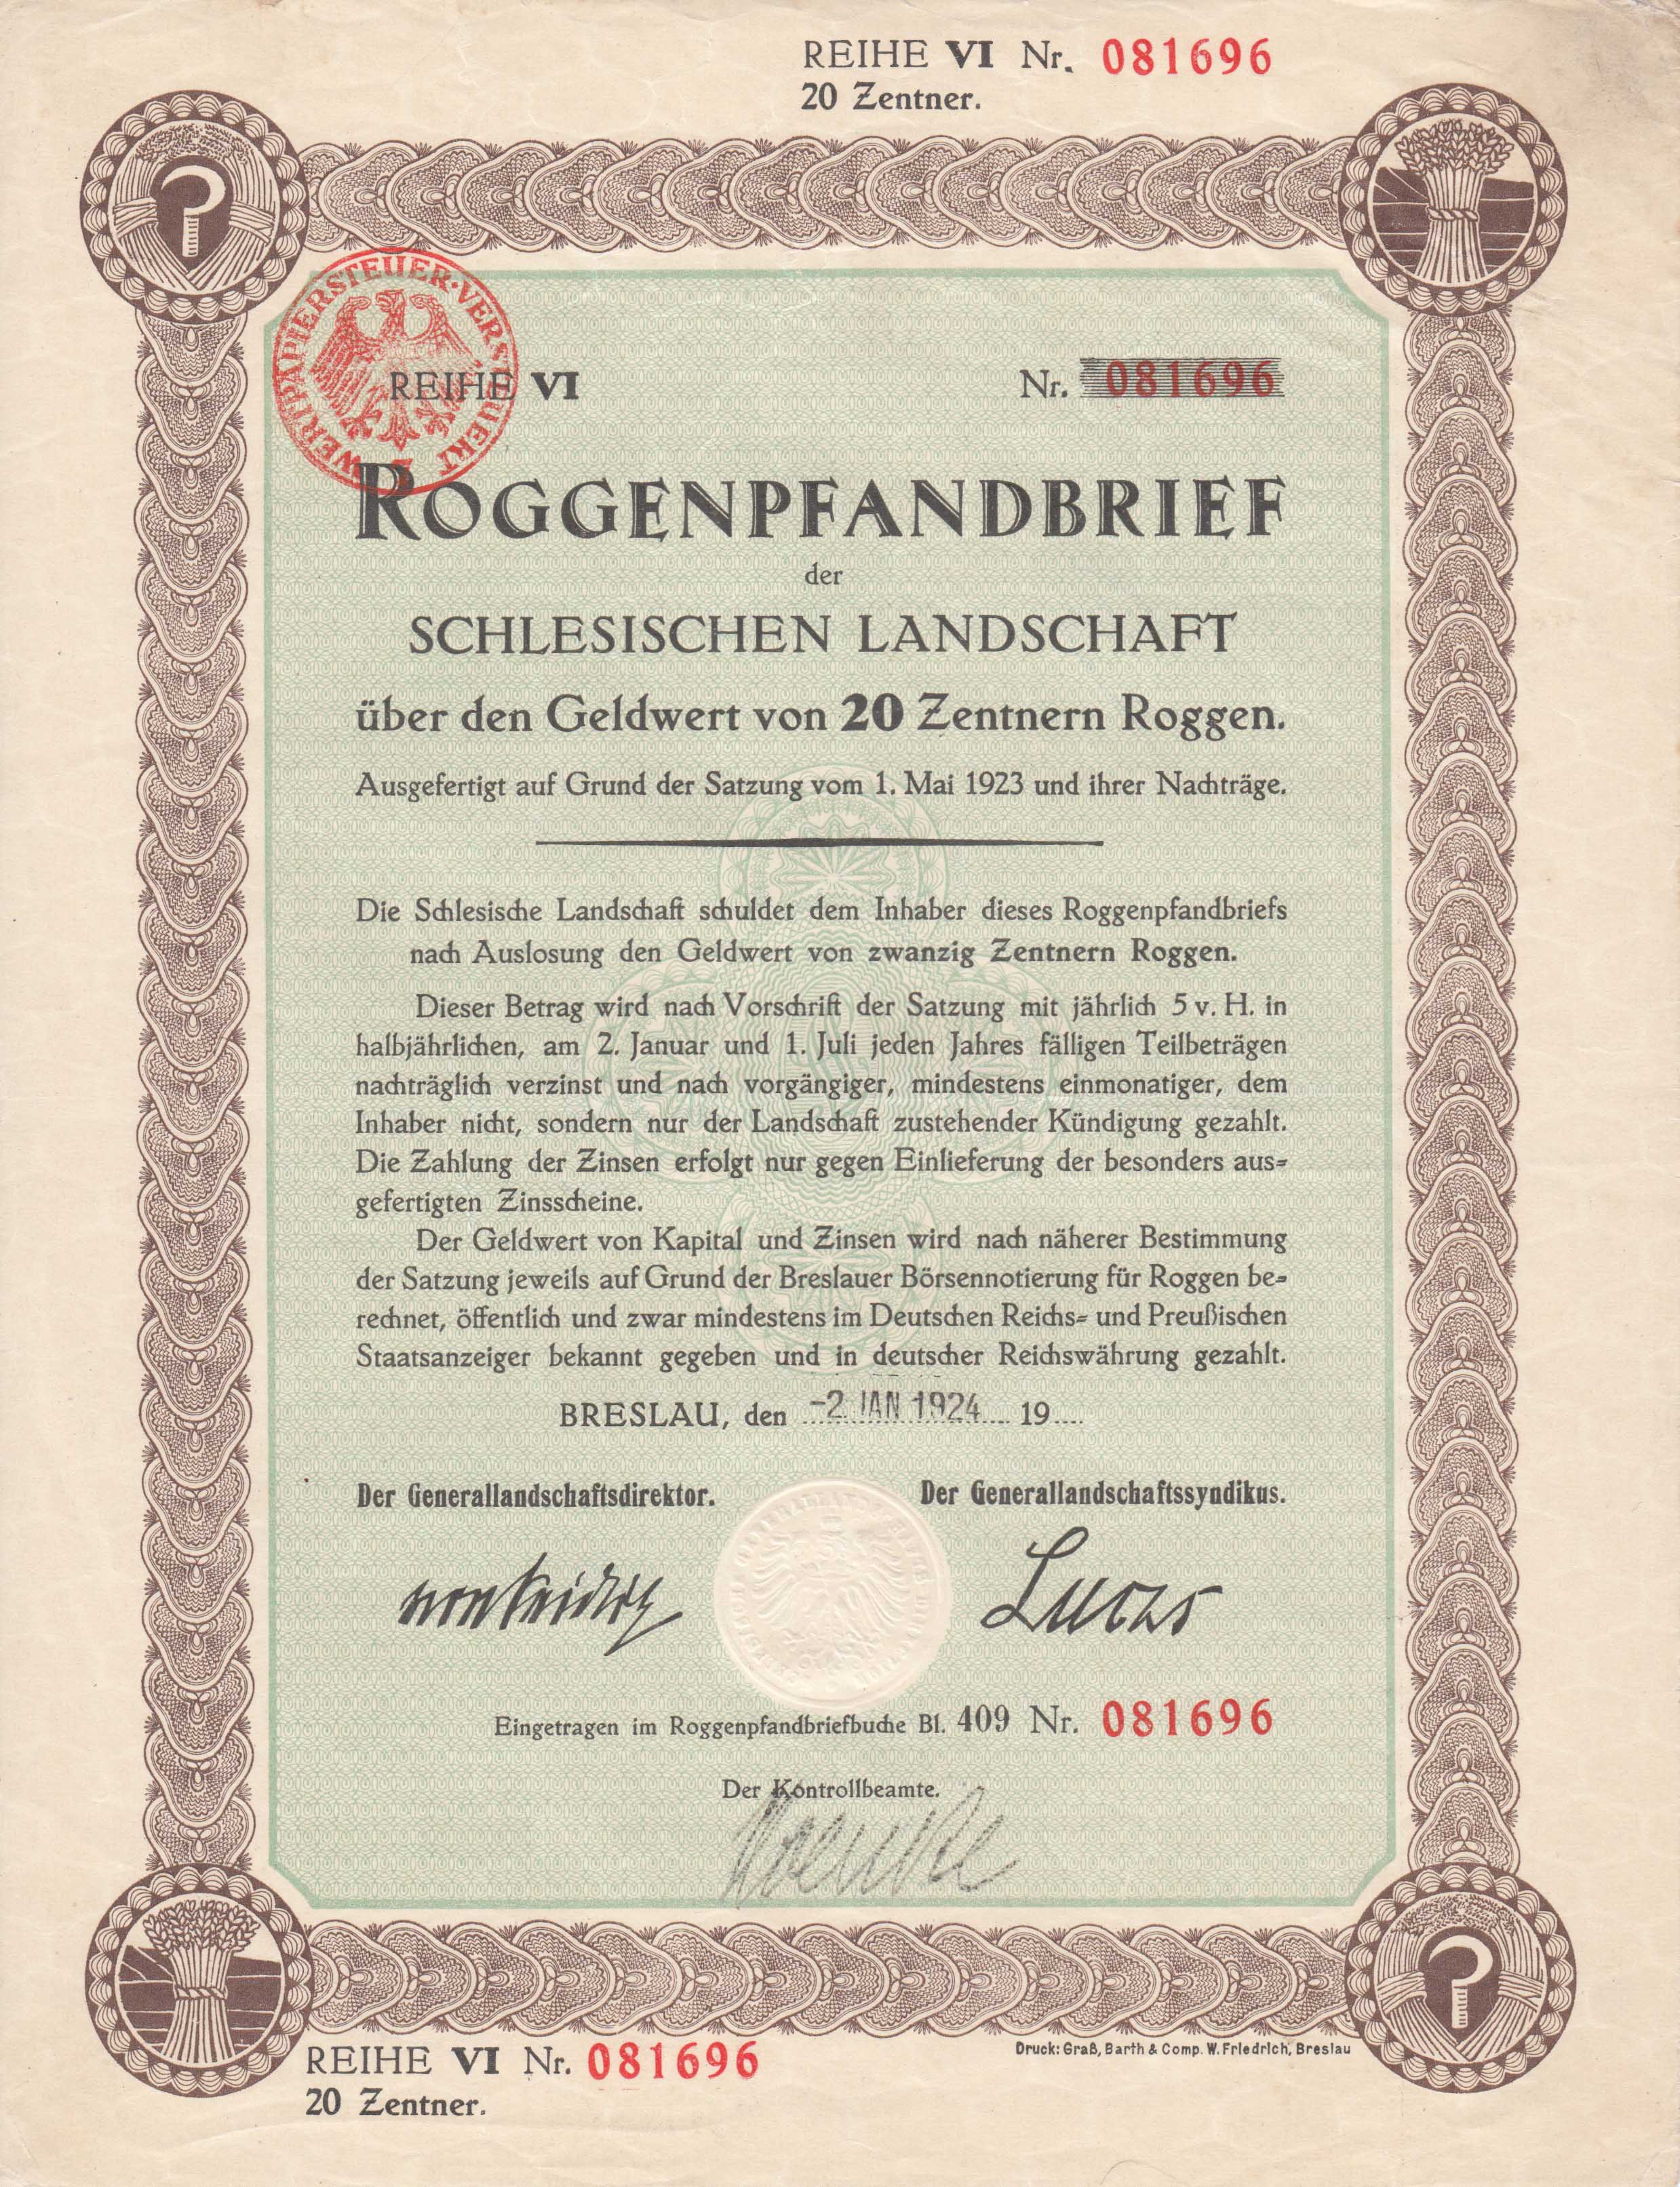 REIHE VI Nr. 081696
20 Zentner.
WERTPAPIERSTEUER·VERSTEUERT
REIHE VI Nr. 081696
ROGGENPFANDBRIEF
der
SCHLESISCHEN LANDSCHAFT
über den Geldwert von 20 Zentnern Roggen.
Ausgefertigt auf Grund der Satzung vom 1. Mai 1923 und ihrer Nachträge.
Die Schlesische Landschaft schuldet dem Inhaber dieses Roggenpfandbriefs
nach Auslosung den Geldwert von zwanzig Zentnern Roggen.
Dieser Betrag wird nach Vorschrift der Satzung mit jährlich 5 v. H. in
halbjährlichen, am 2. Januar und 1. Juli jeden Jahres fälligen Teilbeträgen
nachträglich verzinst und nach vorgängiger, mindestens einmonatiger, dem
Inhaber nicht, sondern nur der Landschaft zustehender Kündigung gezahlt.
Die Zahlung der Zinsen erfolgt nur gegen Einlieferung der besonders aus-
gefertigten Zinsscheine.
Der Geldwert von Kapital und Zinsen wird nach näherer Bestimmung
der Satzung jeweils auf Grund der Breslauer Börsennotierung für Roggen be-
rechnet, öffentlich und zwar mindestens im Deutschen Reichs- und Preußischen
Staatsanzeiger bekannt gegeben und in deutscher Reichswährung gezahlt.
BRESLAU, den -2. JAN 1924 19....
Der Generallandschaftsdirektor. Der Generallandschaftssyndikus.
Lucas
Eingetragen im Roggenpfandbriefbuche Bl. 409 Nr. 081696
Der Kontrollbeamte.
REIHE VI Nr. 081696
20 Zentner.
Druck: Graß, Barth & Comp. W. Friedrich, Breslau